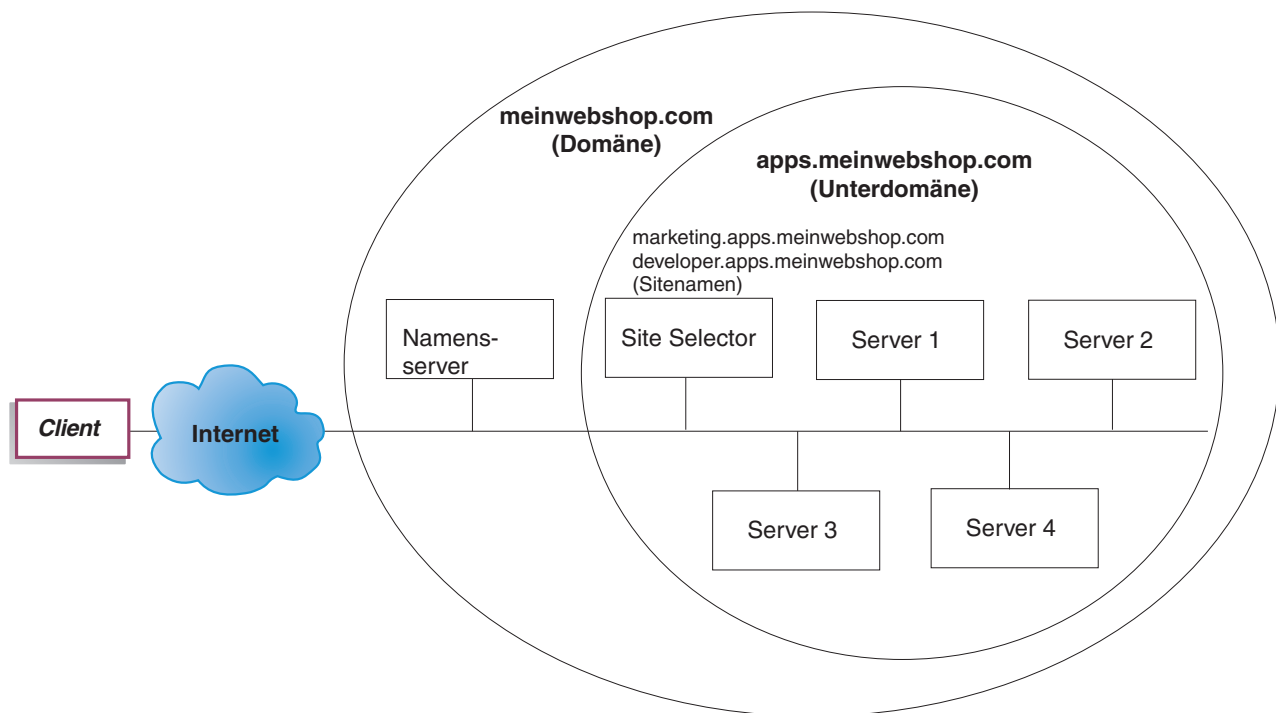 meinwebshop.com
(Domäne)
apps.meinwebshop.com
(Unterdomäne)
marketing.apps.meinwebshop.com
developer.apps.meinwebshop.com
(Sitenamen)
Namens-
server
Site Selector
Server 1
Server 2
Client
Internet
Server 3
Server 4